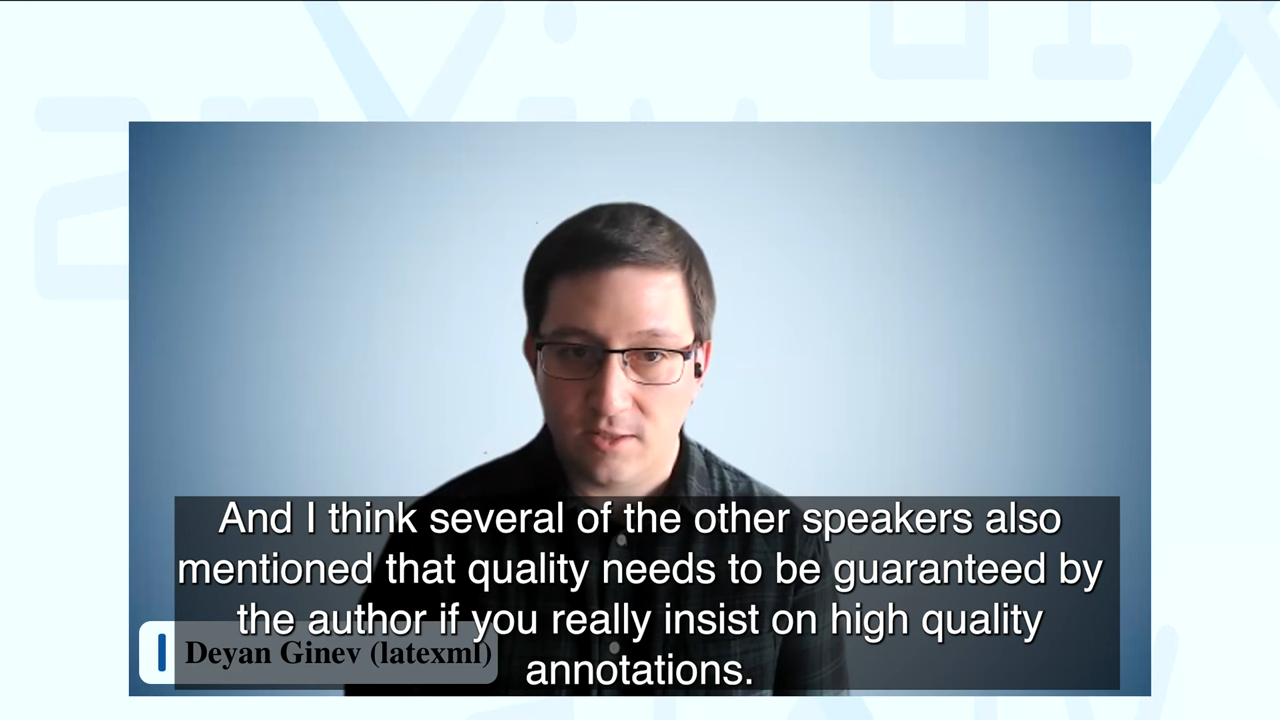 And I think several of the other speakers also
mentioned that quality needs to be guaranteed by
the author if you really insist on high quality
annotations.
Deyan Ginev (latexml)